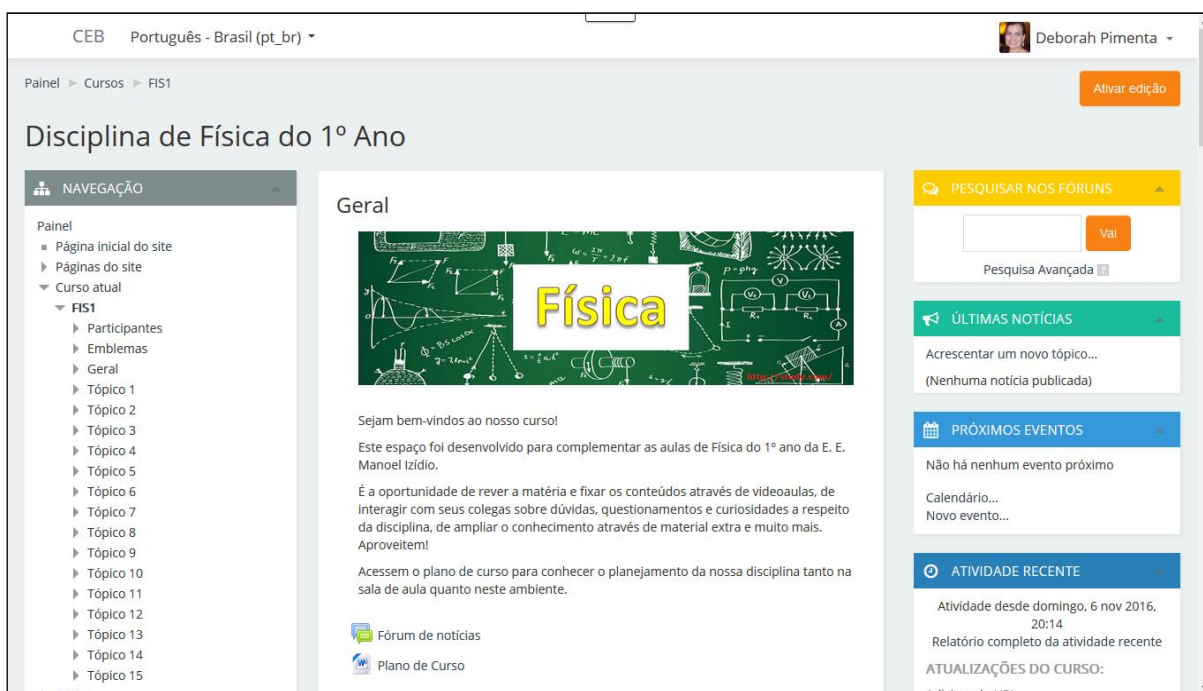 CEB Português - Brasil (pt_br)
Deborah Pimenta
Painel Cursos FIS1
Ativar edição
Disciplina de Física do 1º Ano
NAVEGAÇÃO
Painel
Página inicial do site
Páginas do site
Curso atual
FIS1
Participantes
Emblemas
Geral
Tópico 1
Tópico 2
Tópico 3
Tópico 4
Tópico 5
Tópico 6
Tópico 7
Tópico 8
Tópico 9
Tópico 10
Tópico 11
Tópico 12
Tópico 13
Tópico 14
Tópico 15
Geral
Física
Sejam bem-vindos ao nosso curso!
Este espaço foi desenvolvido para complementar as aulas de Física do 1º ano da E. E.
Manoel Izídio.
É a oportunidade de rever a matéria e fixar os conteúdos através de videoaulas, de
interagir com seus colegas sobre dúvidas, questionamentos e curiosidades a respeito
da disciplina, de ampliar o conhecimento através de material extra e muito mais.
Aproveitem!
Acessem o plano de curso para conhecer o planejamento da nossa disciplina tanto na
sala de aula quanto neste ambiente.
Fórum de notícias
Plano de Curso
PESQUISAR NOS FÓRUNS
Vai
Pesquisa Avançada
ÚLTIMAS NOTÍCIAS
Acrescentar um novo tópico...
(Nenhuma notícia publicada)
PRÓXIMOS EVENTOS
Não há nenhum evento próximo
Calendário...
Novo evento...
ATIVIDADE RECENTE
Atividade desde domingo, 6 nov 2016,
20:14
Relatório completo da atividade recente
ATUALIZAÇÕES DO CURSO: